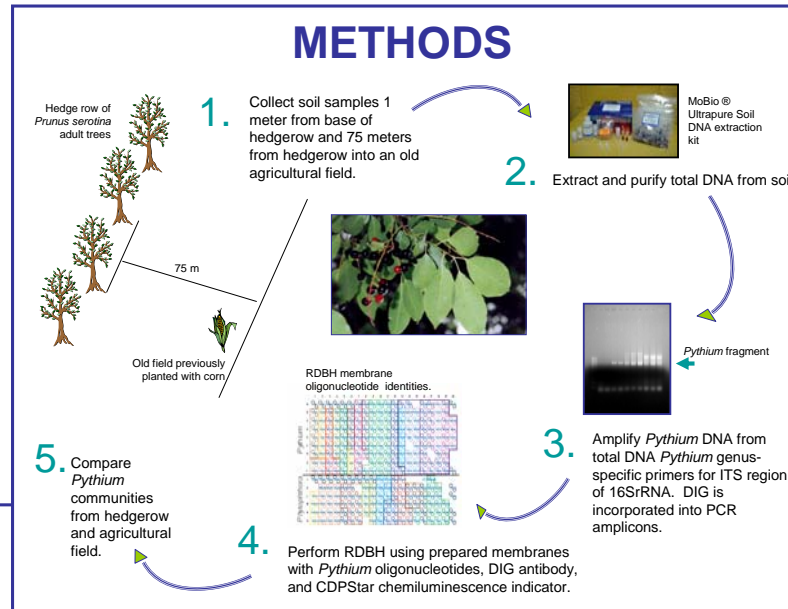 METHODS
Hedge row of
Prunus serotina
adult trees
1.
Collect soil samples 1
meter from base of
hedgerow and 75 meters
from hedgerow into an old
agricultural field.
MoBio ®
Ultrapure Soil
DNA extraction
kit
2.
Extract and purify total DNA from soi
75 m
Old field previously
planted with corn
Pythium fragment
RDBH membrane
oligonucleotide identities.
Pythium
Phytophthora
3.
Amplify Pythium DNA from
total DNA Pythium genus-
specific primers for ITS region
of 16SrRNA. DIG is
incorporated into PCR
amplicons.
4.
Perform RDBH using prepared membranes
with Pythium oligonucleotides, DIG antibody,
and CDPStar chemiluminescence indicator.
5.
Compare
Pythium
communities
from hedgerow
and agricultural
field.